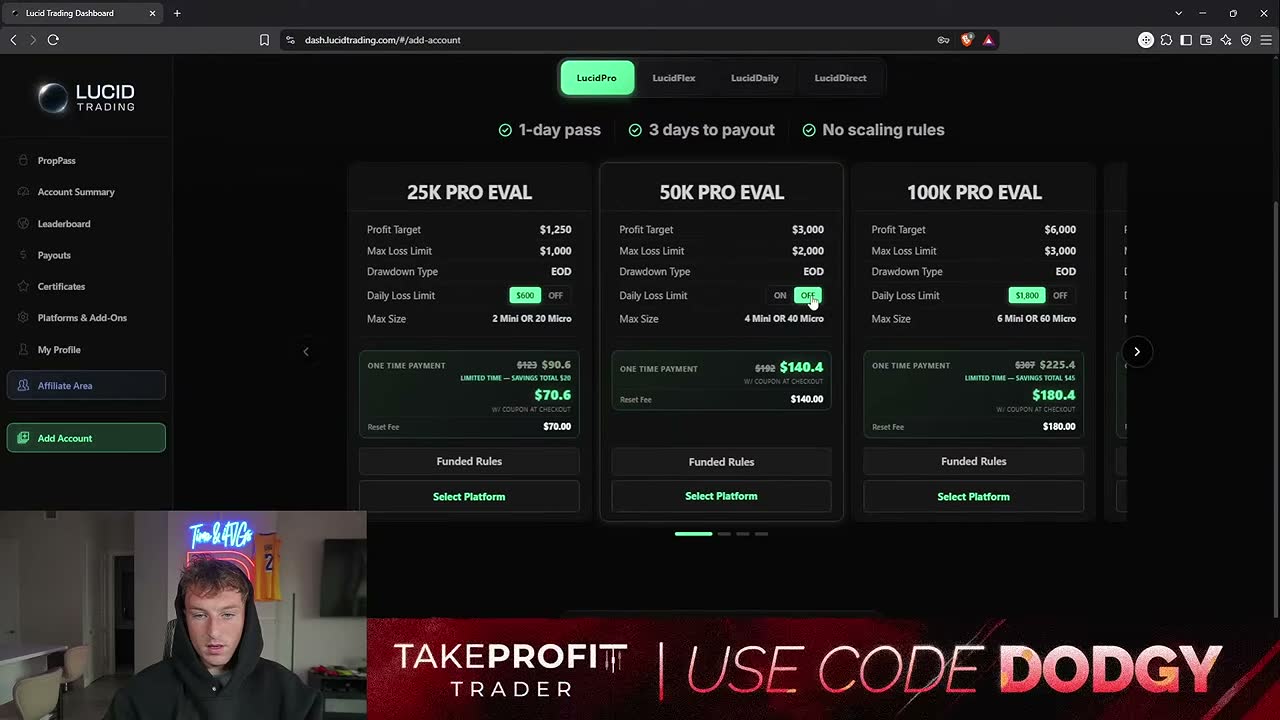 Lucid Trading Dashboard
dash.lucidtrading.com/#/add-account
LUCID
TRADING
PropPass
Account Summary
Leaderboard
Payouts
Certificates
Platforms & Add-Ons
My Profile
Affiliate Area
Add Account
LucidPro LucidFlex LucidDaily LucidDirect
1-day pass 3 days to payout No scaling rules
25K PRO EVAL
Profit Target $1,250
Max Loss Limit $1,000
Drawdown Type EOD
Daily Loss Limit $600 OFF
Max Size 2 Mini OR 20 Micro
ONE TIME PAYMENT $123 $90.6
LIMITED TIME — SAVINGS TOTAL $20
$70.6
W/ COUPON AT CHECKOUT
Reset Fee $70.00
Funded Rules
Select Platform
50K PRO EVAL
Profit Target $3,000
Max Loss Limit $2,000
Drawdown Type EOD
Daily Loss Limit ON OFF
Max Size 4 Mini OR 40 Micro
ONE TIME PAYMENT $192 $140.4
W/ COUPON AT CHECKOUT
Reset Fee $140.00
Funded Rules
Select Platform
100K PRO EVAL
Profit Target $6,000
Max Loss Limit $3,000
Drawdown Type EOD
Daily Loss Limit $1,800 OFF
Max Size 6 Mini OR 60 Micro
ONE TIME PAYMENT $307 $225.4
LIMITED TIME — SAVINGS TOTAL $45
$180.4
W/ COUPON AT CHECKOUT
Reset Fee $180.00
Funded Rules
Select Platform
TAKEPROFIT
TRADER
USE CODE DODGY